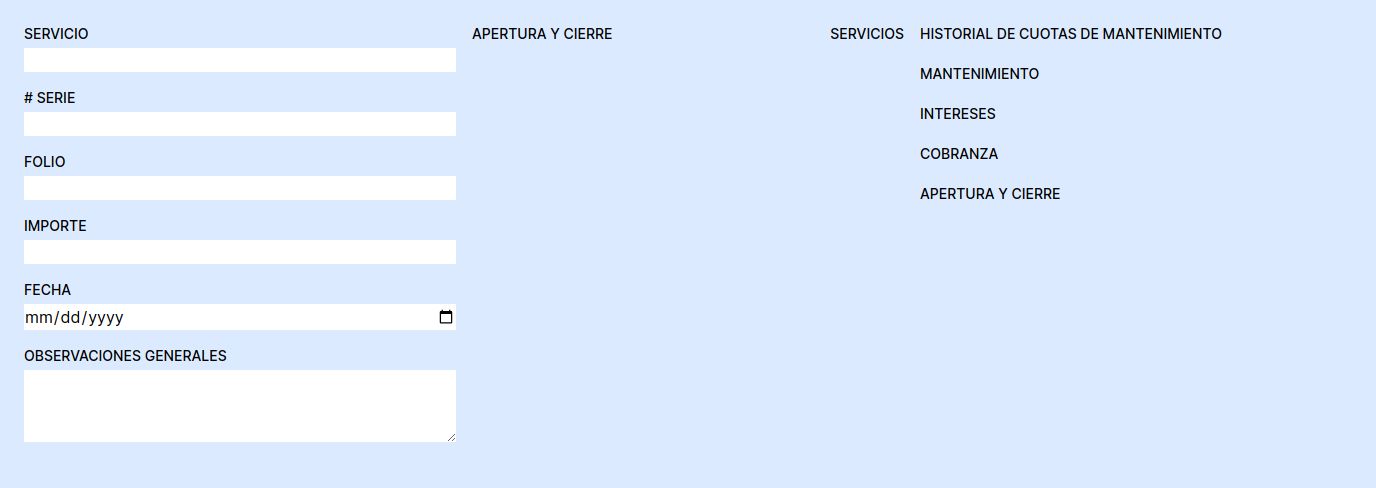 SERVICIO
# SERIE
FOLIO
IMPORTE
FECHA
mm/dd/yyyy
OBSERVACIONES GENERALES
APERTURA Y CIERRE
SERVICIOS
HISTORIAL DE CUOTAS DE MANTENIMIENTO
MANTENIMIENTO
INTERESES
COBRANZA
APERTURA Y CIERRE